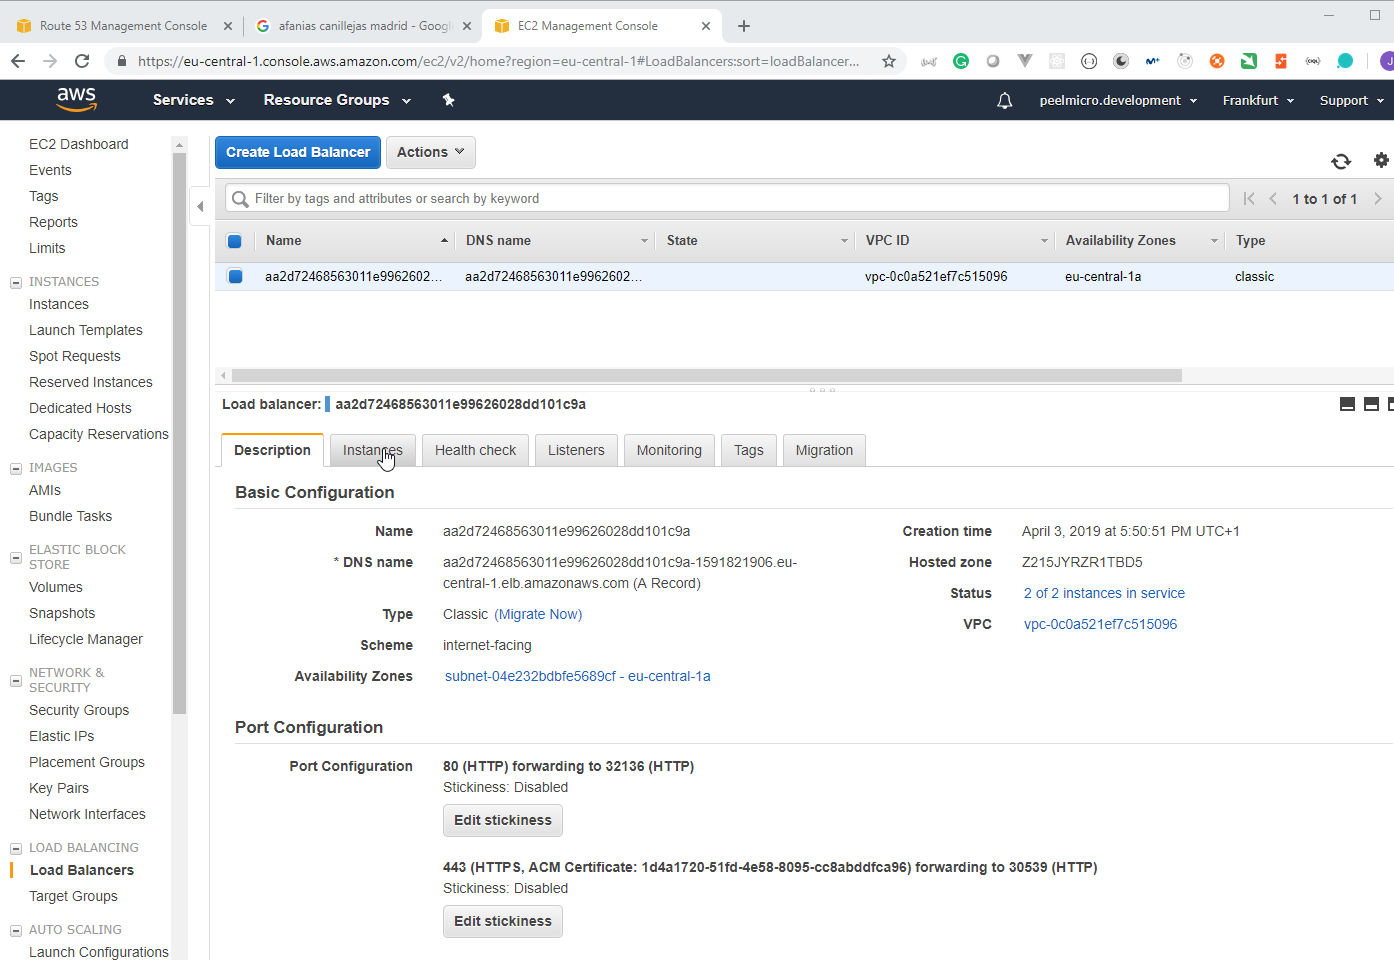 Route 53 Management Console
afanias canillejas madrid - Google
EC2 Management Console
https://eu-central-1.console.aws.amazon.com/ec2/v2/home?region=eu-central-1#LoadBalancers:sort=loadBalancer...
aws
Services
Resource Groups
peelmicro.development
Frankfurt
Support
EC2 Dashboard
Events
Tags
Reports
Limits
INSTANCES
Instances
Launch Templates
Spot Requests
Reserved Instances
Dedicated Hosts
Capacity Reservations
IMAGES
AMIs
Bundle Tasks
ELASTIC BLOCK
STORE
Volumes
Snapshots
Lifecycle Manager
NETWORK &
SECURITY
Security Groups
Elastic IPs
Placement Groups
Key Pairs
Network Interfaces
LOAD BALANCING
Load Balancers
Target Groups
AUTO SCALING
Launch Configurations
Create Load Balancer
Actions
Filter by tags and attributes or search by keyword
1 to 1 of 1
Name DNS name State VPC ID Availability Zones Type
aa2d72468563011e9962602... aa2d72468563011e9962602... vpc-0c0a521ef7c515096 eu-central-1a classic
Load balancer: aa2d72468563011e99626028dd101c9a
Description
Instances
Health check
Listeners
Monitoring
Tags
Migration
Basic Configuration
Name aa2d72468563011e99626028dd101c9a
* DNS name aa2d72468563011e99626028dd101c9a-1591821906.eu-
central-1.elb.amazonaws.com (A Record)
Type Classic (Migrate Now)
Scheme internet-facing
Availability Zones subnet-04e232bdbfe5689cf - eu-central-1a
Creation time April 3, 2019 at 5:50:51 PM UTC+1
Hosted zone Z215JYRZR1TBD5
Status 2 of 2 instances in service
VPC vpc-0c0a521ef7c515096
Port Configuration
Port Configuration 80 (HTTP) forwarding to 32136 (HTTP)
Stickiness: Disabled
Edit stickiness
443 (HTTPS, ACM Certificate: 1d4a1720-51fd-4e58-8095-cc8abddfca96) forwarding to 30539 (HTTP)
Stickiness: Disabled
Edit stickiness